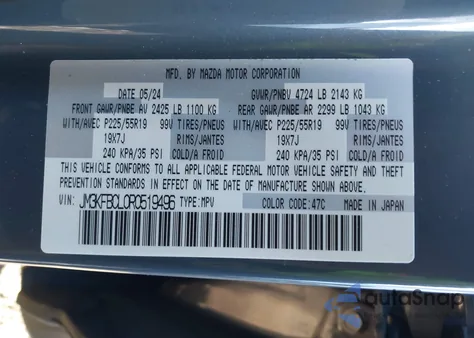 MFD. BY MAZDA MOTOR CORPORATION
DATE 05/24 GVWR/PNBV 4724 LB 2143 KG
FRONT GAWR/PNBE AV 2425 LB 1100 KG REAR GAWR/PNBE AR 2299 LB 1043 KG
WITH/AVEC P225/55R19 99V TIRES/PNEUS WITH/AVEC P225/55R19 99V TIRES/PNEUS
19X7J RIMS/JANTES 19X7J RIMS/JANTES
240 KPA/35 PSI COLD/A FROID 240 KPA/35 PSI COLD/A FROID
THIS VEHICLE CONFORMS TO ALL APPLICABLE FEDERAL MOTOR VEHICLE SAFETY AND
THEFT PREVENTION STANDARDS IN EFFECT ON THE DATE OF MANUFACTURE SHOWN ABOVE.
VIN: JM3KFBCL0R0519496 TYPE:MPV COLOR CODE:47C MADE IN JAPAN
AutoSnap